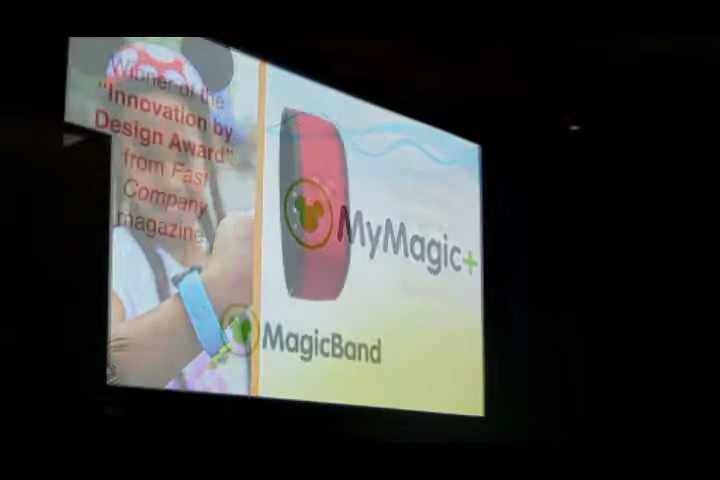 Winner of the
"Innovation by
Design Award"
from Fast
Company
magazine
MyMagic+
MagicBand